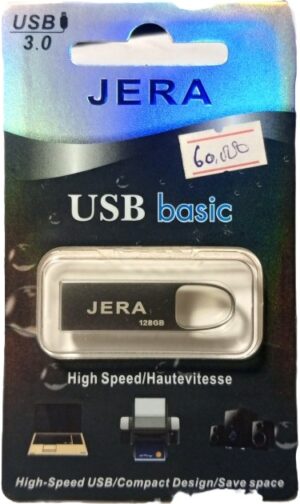 USB
3.0
JERA
60,000
USB basic
JERA
128GB
High Speed/Hautevitesse
High-Speed USB/Compact Design/Save space